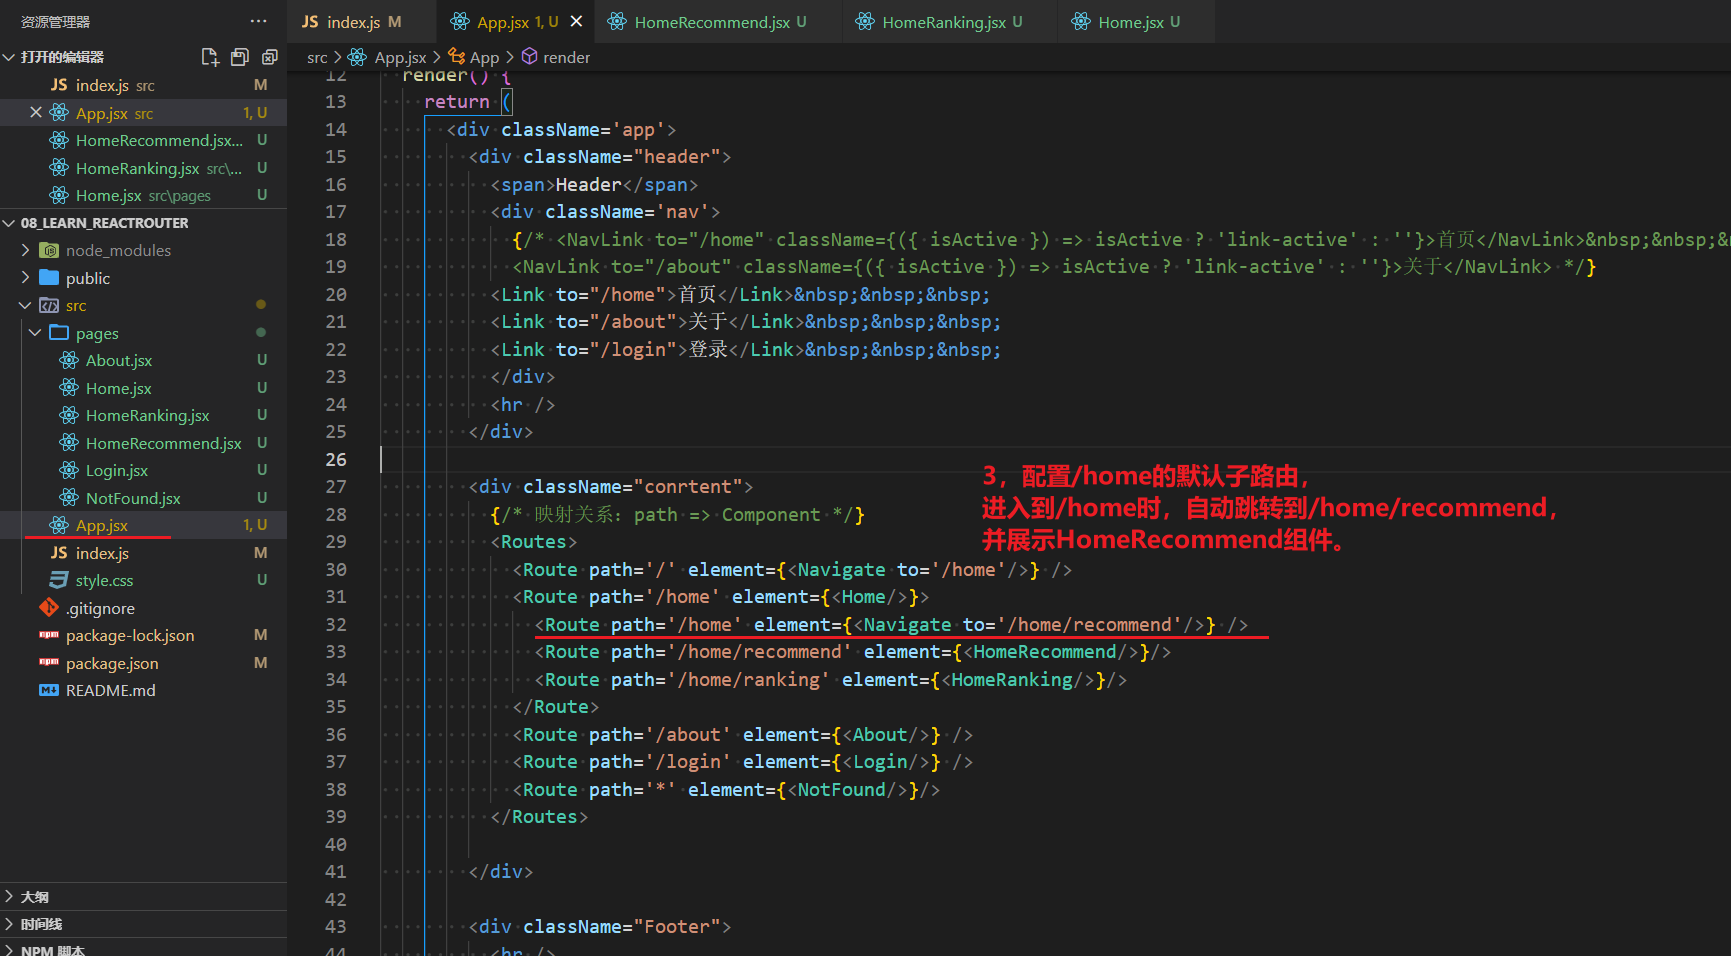 资源管理器 ···
打开的编辑器
JS index.js src M
App.jsx src 1, U
HomeRecommend.jsx... U
HomeRanking.jsx src\... U
Home.jsx src\pages U
08_LEARN_REACTROUTER
node_modules
public
src
pages
About.jsx U
Home.jsx U
HomeRanking.jsx U
HomeRecommend.jsx U
Login.jsx U
NotFound.jsx U
App.jsx 1, U
JS index.js M
style.css U
.gitignore
npm package-lock.json M
npm package.json M
README.md
大纲
时间线
NPM 脚本
JS index.js M App.jsx 1, U HomeRecommend.jsx U HomeRanking.jsx U Home.jsx U
src > App.jsx > App > render
12 render() {
13 return (
14 <div className='app'>
15 <div className="header">
16 <span>Header</span>
17 <div className='nav'>
18 {/* <NavLink to="/home" className={({ isActive }) => isActive ? 'link-active' : ''}>首页</NavLink>&nbsp;&nbsp;&
19 <NavLink to="/about" className={({ isActive }) => isActive ? 'link-active' : ''}>关于</NavLink> */}
20 <Link to="/home">首页</Link>&nbsp;&nbsp;&nbsp;
21 <Link to="/about">关于</Link>&nbsp;&nbsp;&nbsp;
22 <Link to="/login">登录</Link>&nbsp;&nbsp;&nbsp;
23 </div>
24 <hr />
25 </div>
26
27 <div className="conrtent">
28 {/* 映射关系: path => Component */}
29 <Routes>
30 <Route path='/' element={<Navigate to='/home'/>} />
31 <Route path='/home' element={<Home/>}>
32 <Route path='/home' element={<Navigate to='/home/recommend'/>} />
33 <Route path='/home/recommend' element={<HomeRecommend/>}/>
34 <Route path='/home/ranking' element={<HomeRanking/>}/>
35 </Route>
36 <Route path='/about' element={<About/>} />
37 <Route path='/login' element={<Login/>} />
38 <Route path='*' element={<NotFound/>}/>
39 </Routes>
40
41 </div>
42
43 <div className="Footer">
44 <hr />
3，配置/home的默认子路由，
进入到/home时，自动跳转到/home/recommend，
并展示HomeRecommend组件。